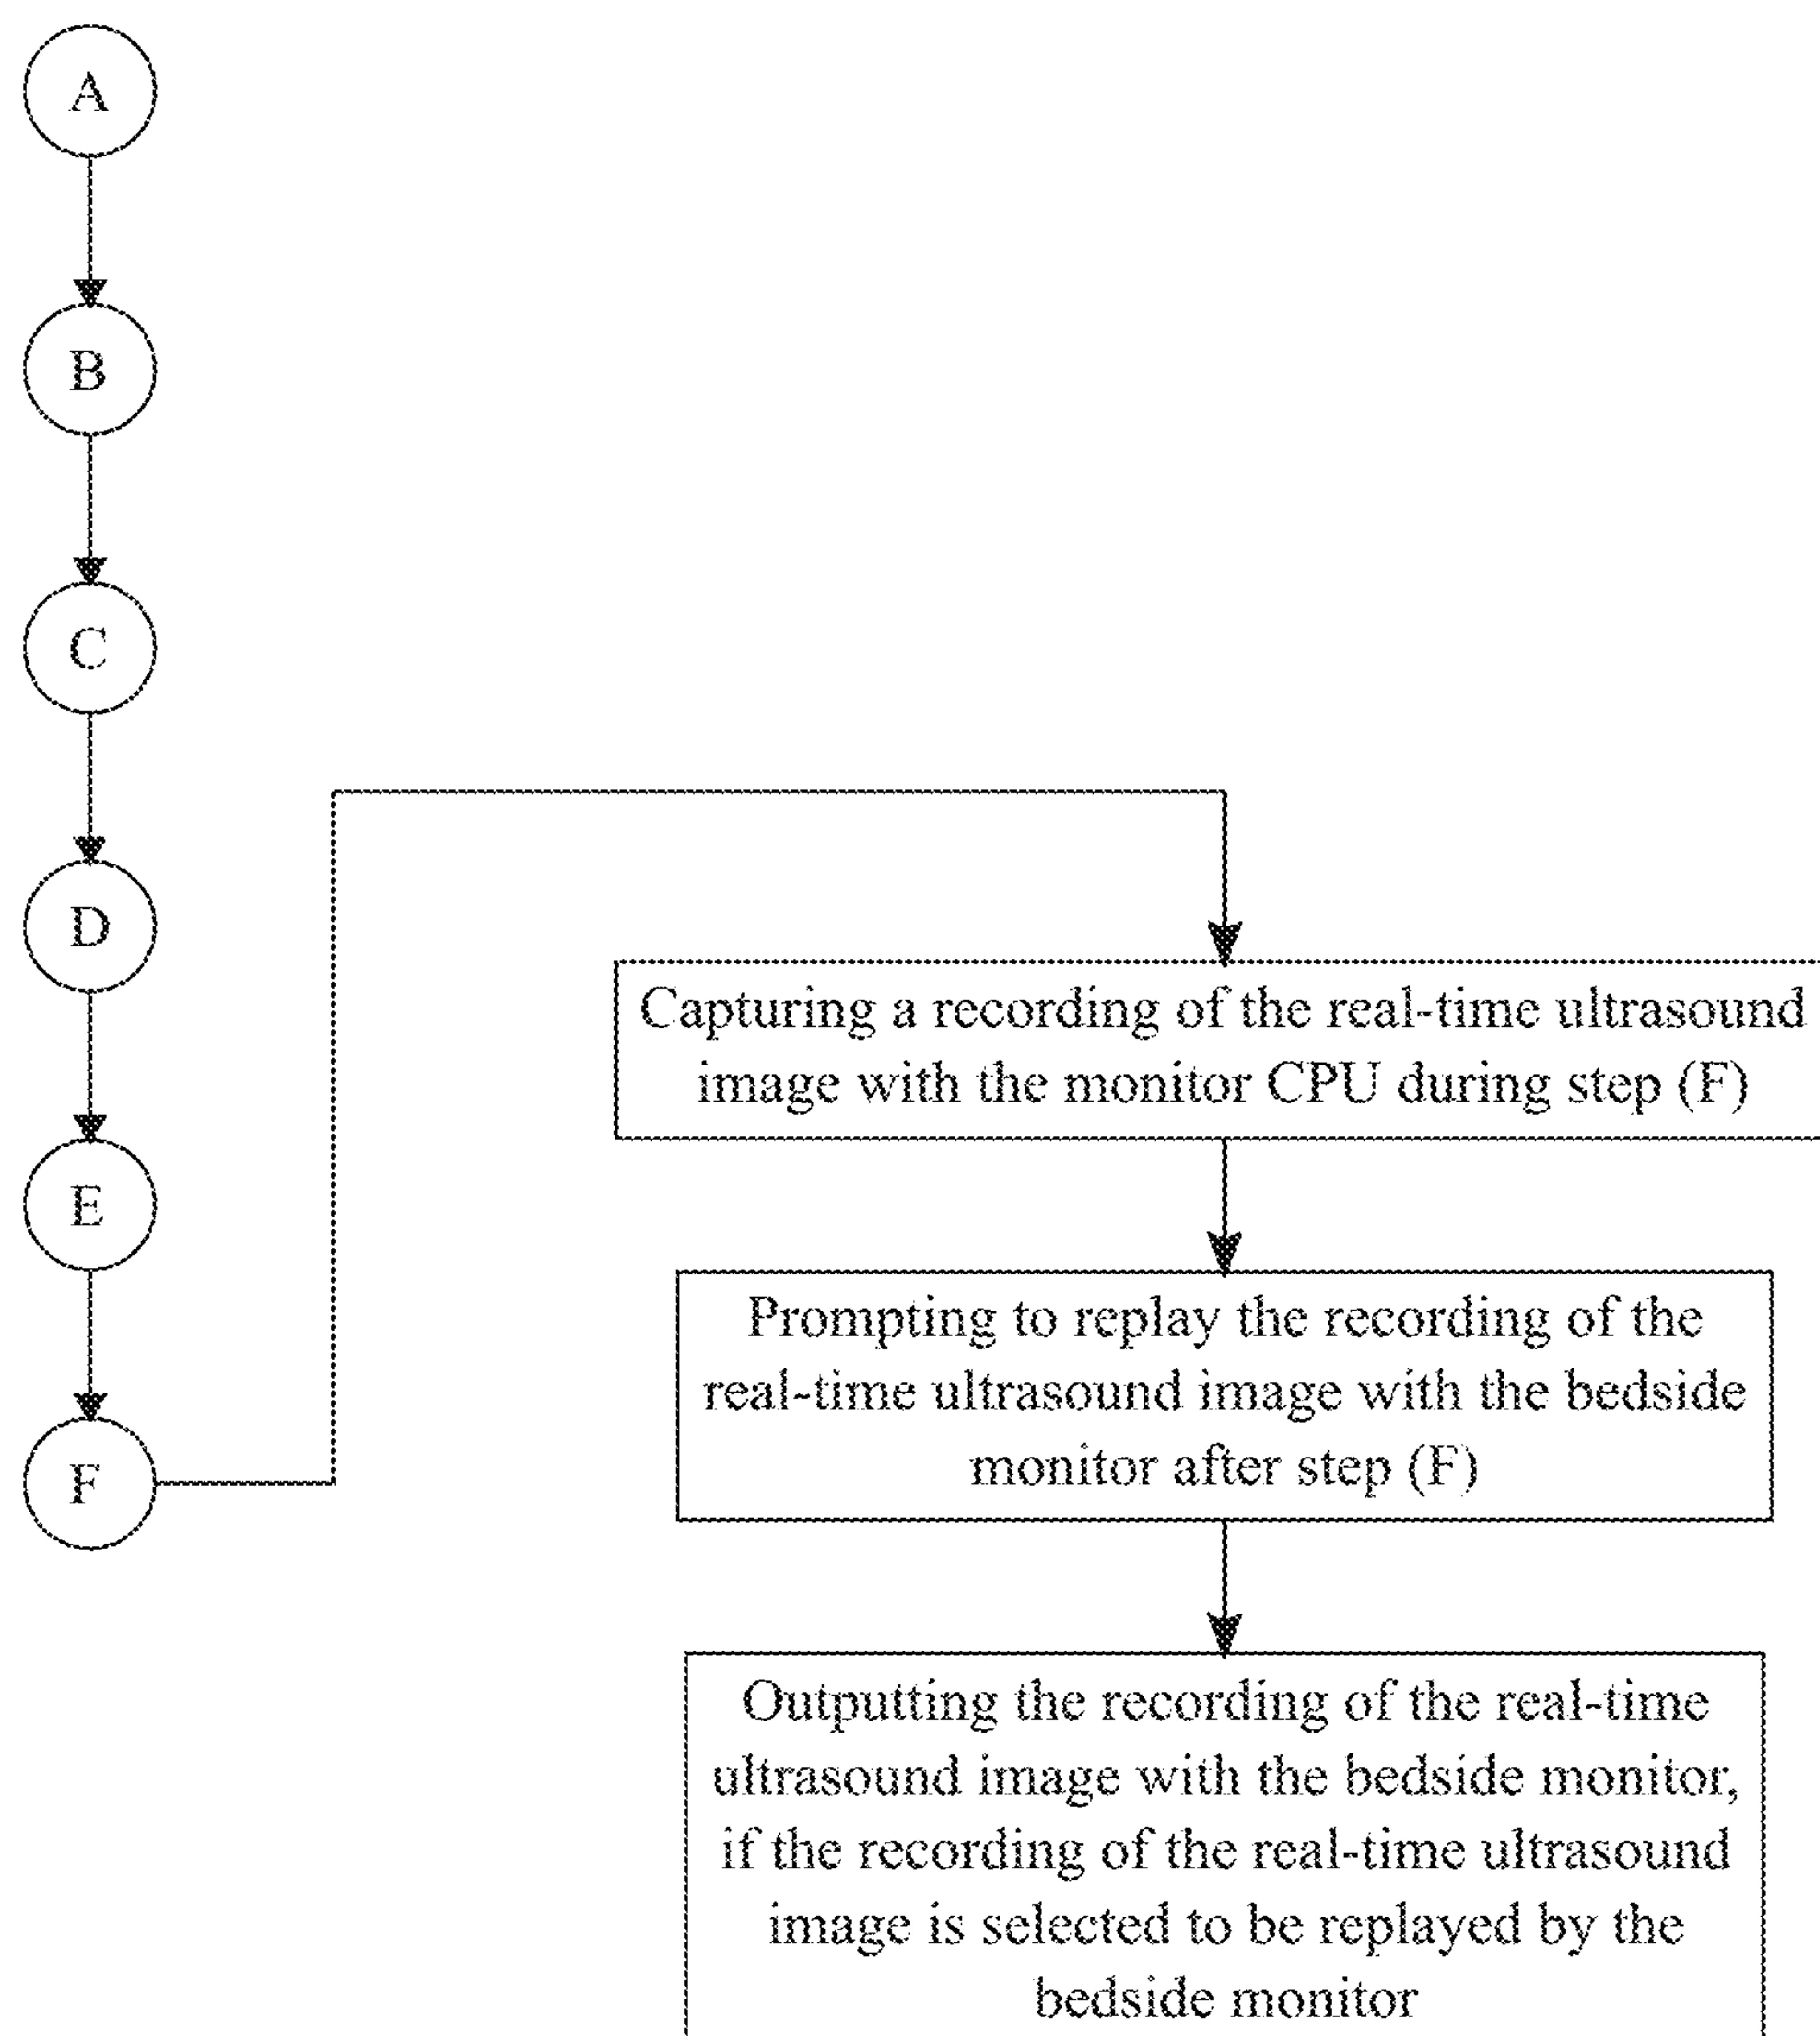 A
B
C
D
E
F
Capturing a recording of the real-time ultrasound
image with the monitor CPU during step (F)
Prompting to replay the recording of the
real-time ultrasound image with the bedside
monitor after step (F)
Outputting the recording of the real-time
ultrasound image with the bedside monitor,
if the recording of the real-time ultrasound
image is selected to be replayed by the
bedside monitor